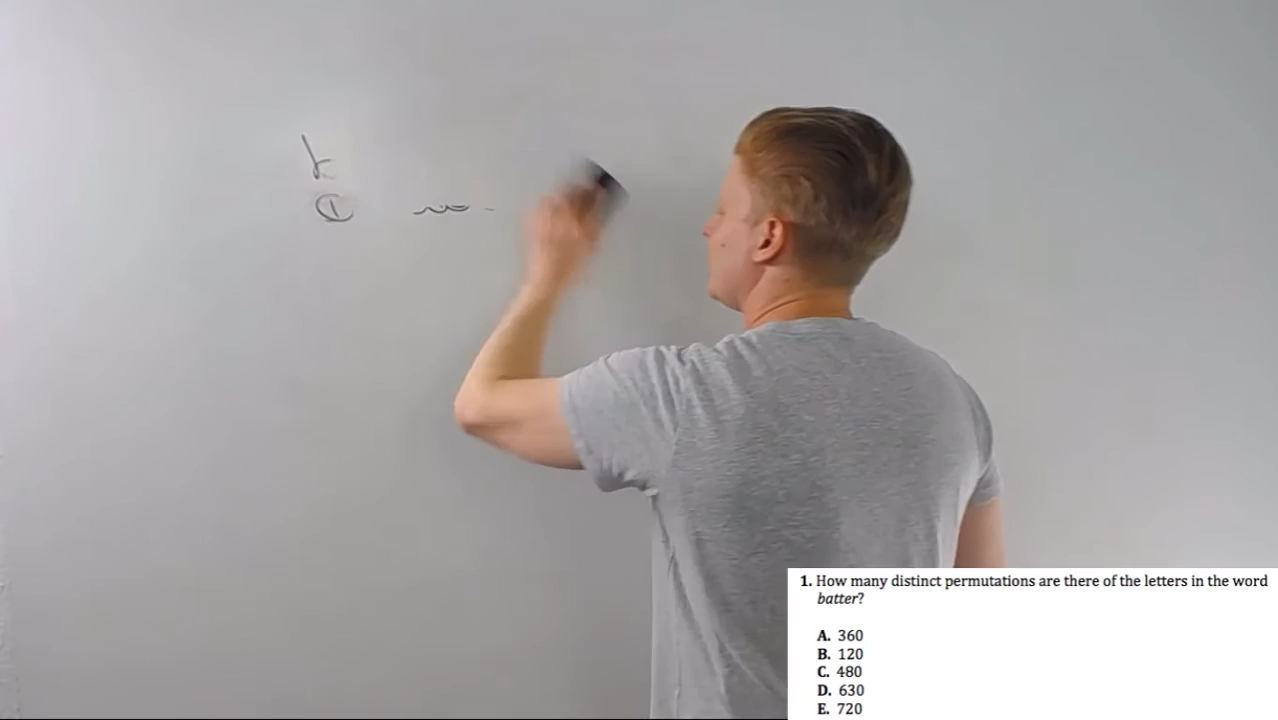 1. How many distinct permutations are there of the letters in the word
batter?
A. 360
B. 120
C. 480
D. 630
E. 720